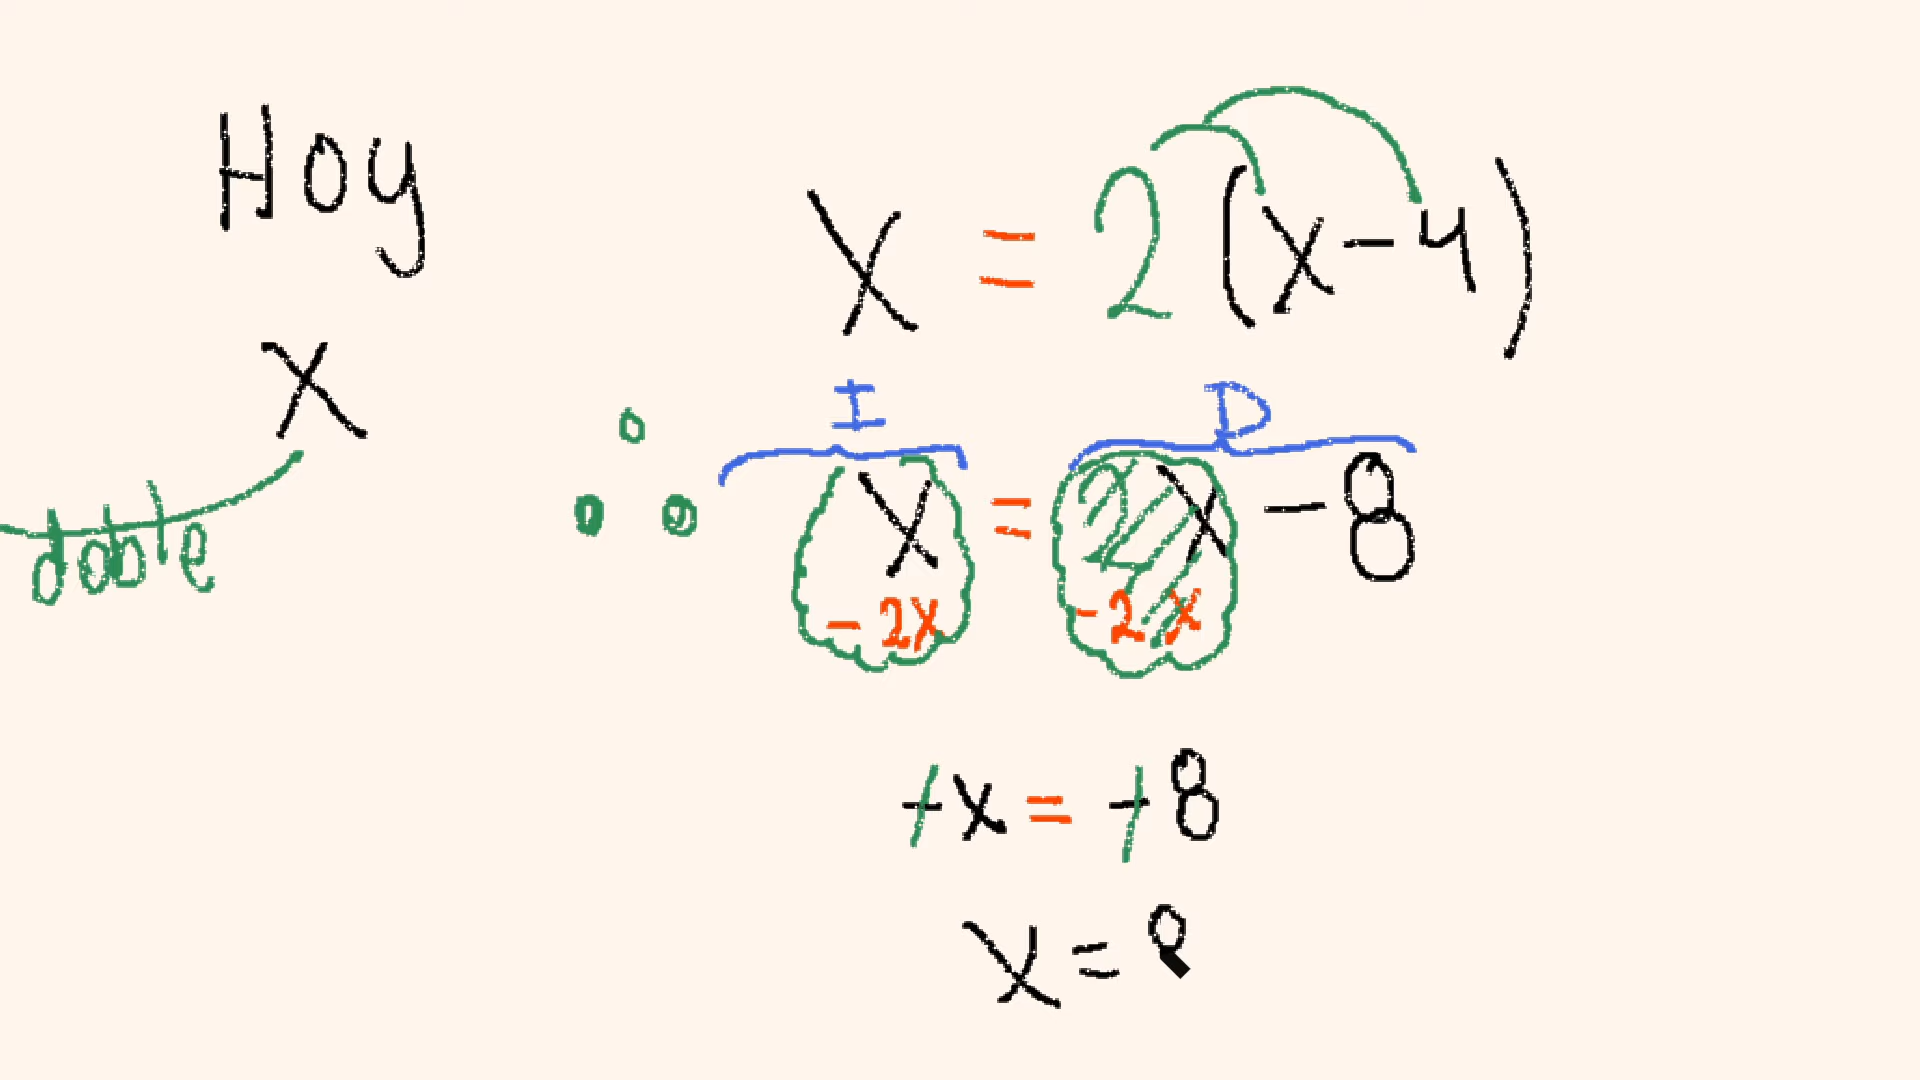 Hoy
x = 2 (x - 4)
x
I D
x = 2x - 8
doble
- 2x - 2x
+x = +8
x = 8